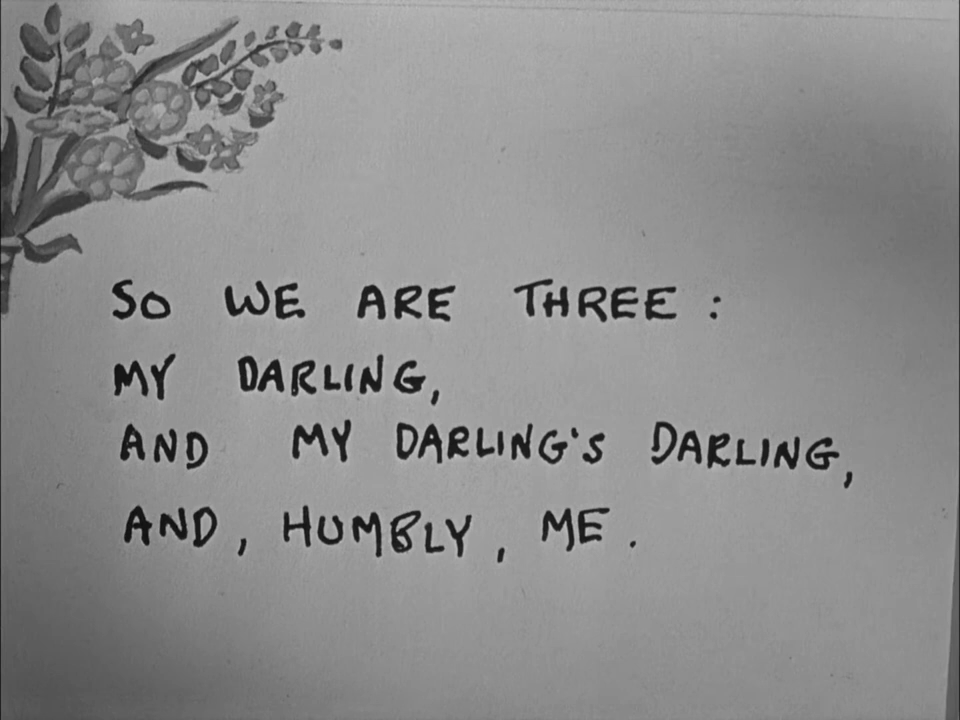 SO WE ARE THREE :
MY DARLING,
AND MY DARLING'S DARLING,
AND, HUMBLY, ME.